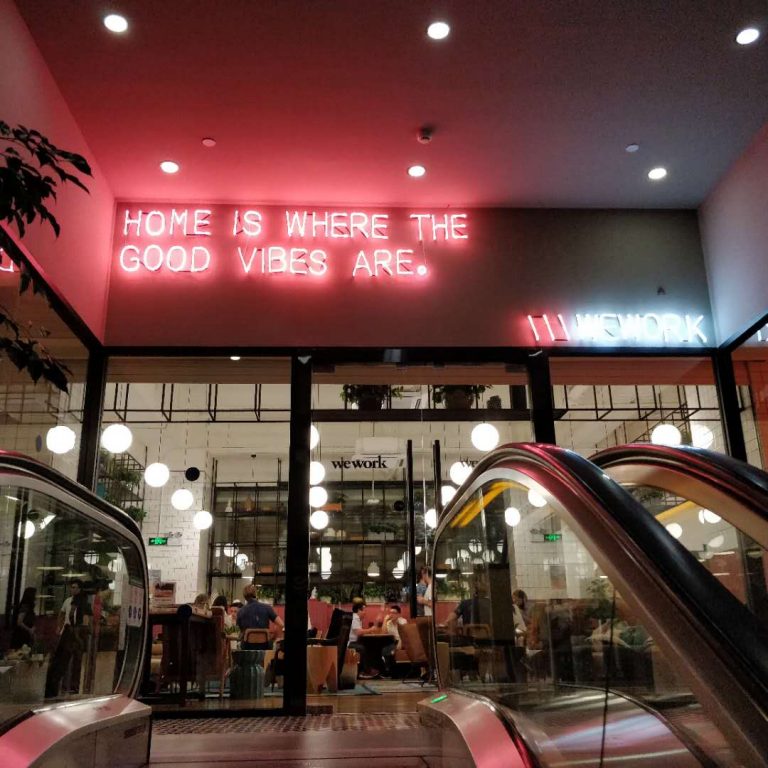 HOME IS WHERE THE
GOOD VIBES ARE.
\|\ WEWORK
wework